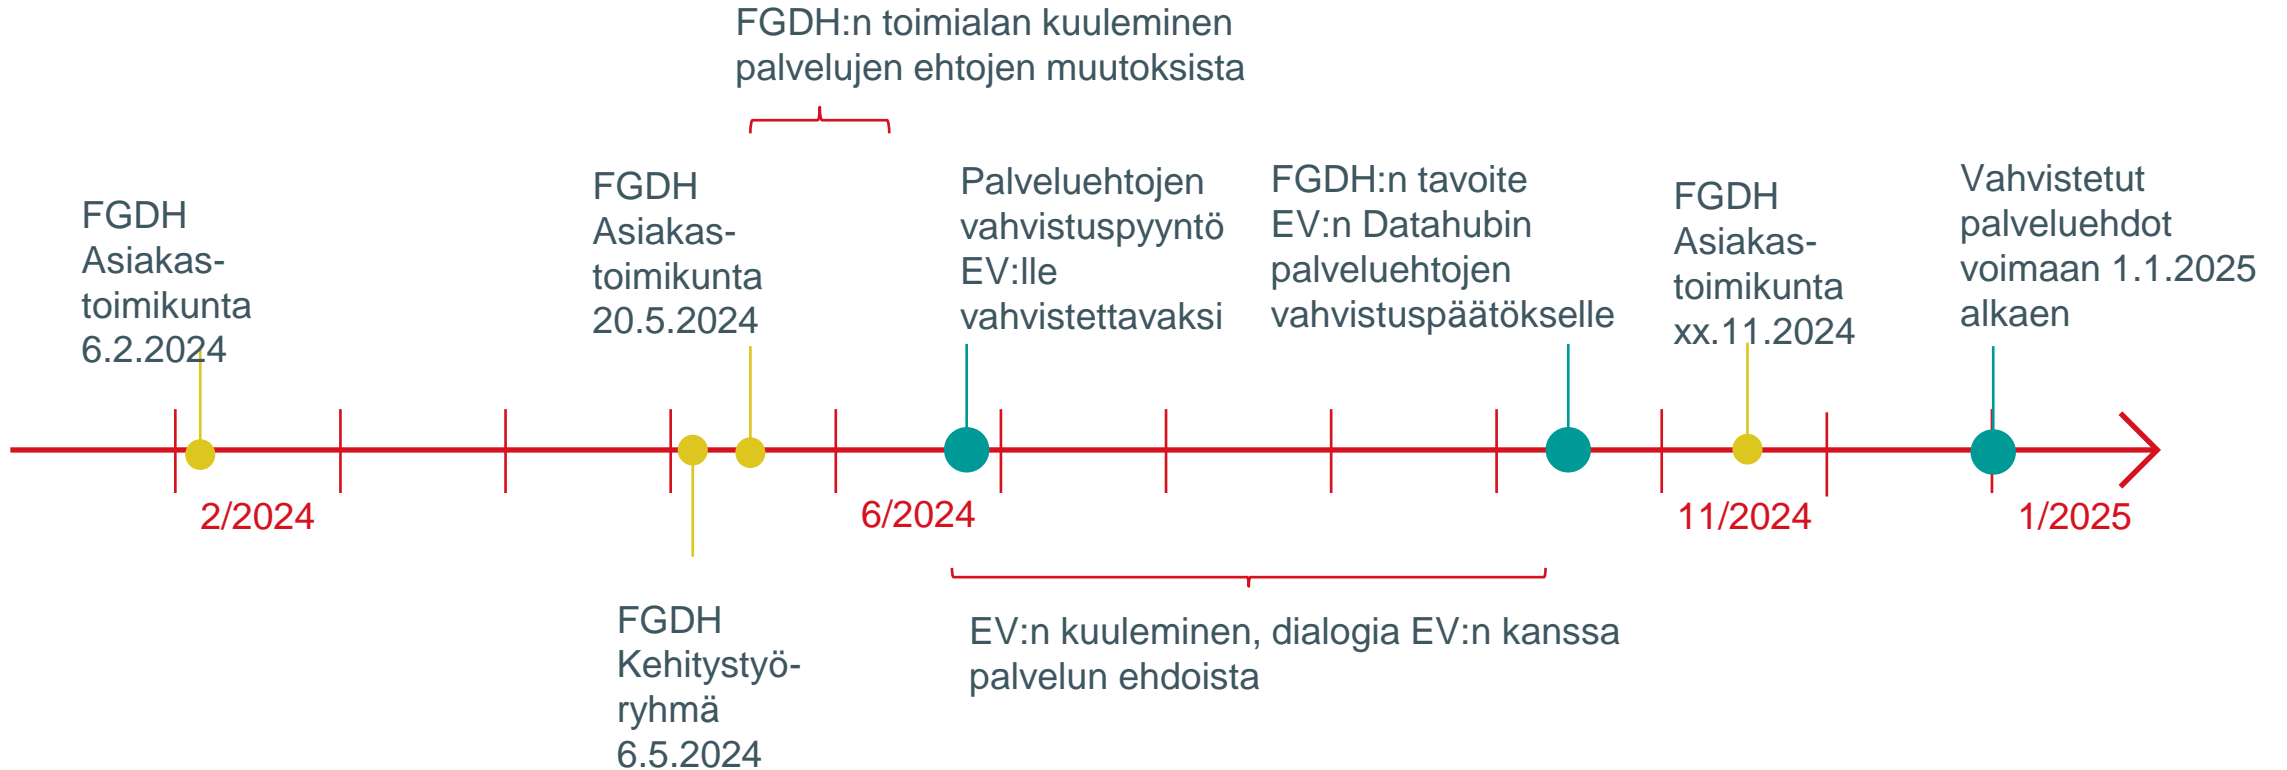 FGDH:n toimialan kuuleminen
palvelujen ehtojen muutoksista
FGDH
Asiakas-
toimikunta
6.2.2024
FGDH
Asiakas-
toimikunta
20.5.2024
Palveluehtojen
vahvistuspyyntö
EV:lle
vahvistettavaksi
FGDH:n tavoite
EV:n Datahubin
palveluehtojen
vahvistuspäätökselle
FGDH
Asiakas-
toimikunta
xx.11.2024
Vahvistetut
palveluehdot
voimaan 1.1.2025
alkaen
2/2024
6/2024
11/2024
1/2025
FGDH
Kehitystyö-
ryhmä
6.5.2024
EV:n kuuleminen, dialogia EV:n kanssa
palvelun ehdoista